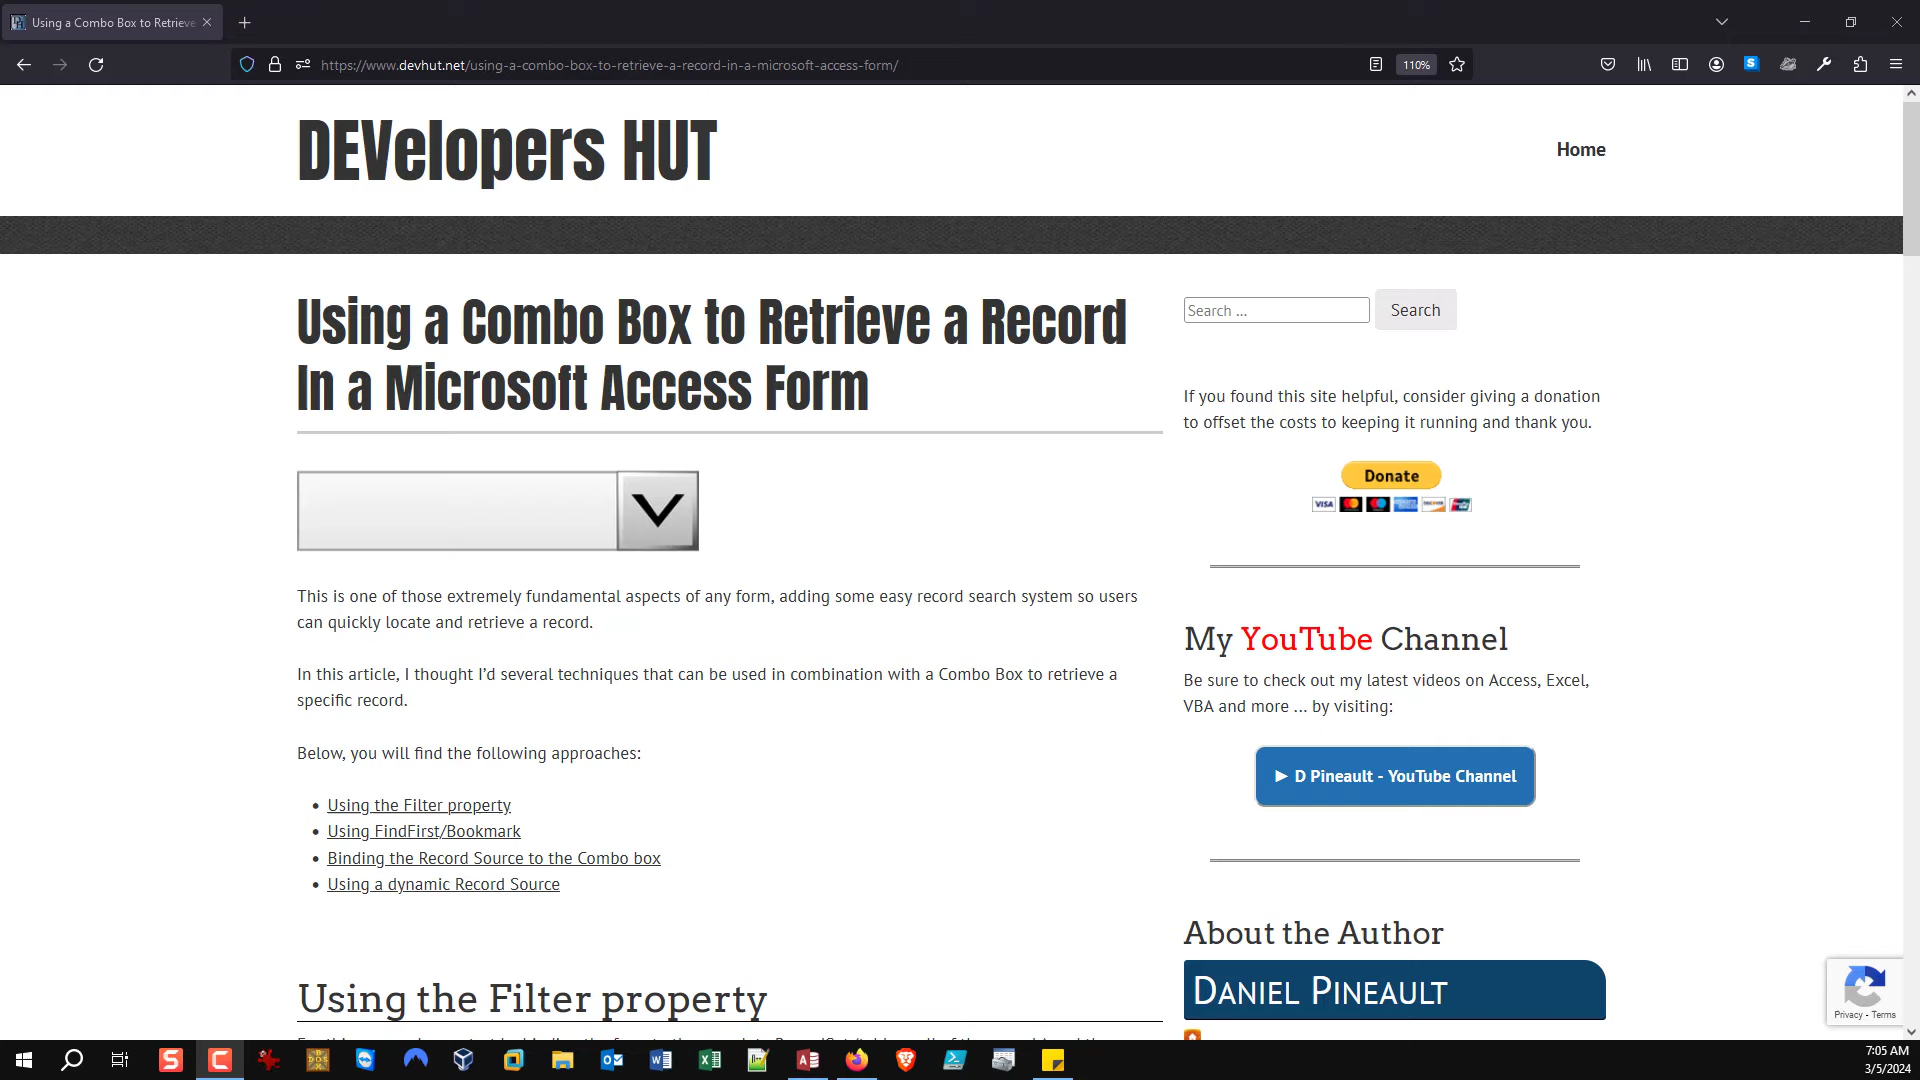 Using a Combo Box to Retrieve
https://www.devhut.net/using-a-combo-box-to-retrieve-a-record-in-a-microsoft-access-form/
110%
DEVelopers HUT
Home
Using a Combo Box to Retrieve a Record
In a Microsoft Access Form
This is one of those extremely fundamental aspects of any form, adding some easy record search system so users
can quickly locate and retrieve a record.
In this article, I thought I’d several techniques that can be used in combination with a Combo Box to retrieve a
specific record.
Below, you will find the following approaches:
• Using the Filter property
• Using FindFirst/Bookmark
• Binding the Record Source to the Combo box
• Using a dynamic Record Source
Using the Filter property
Search ...
Search
If you found this site helpful, consider giving a donation
to offset the costs to keeping it running and thank you.
Donate
VISA
My YouTube Channel
Be sure to check out my latest videos on Access, Excel,
VBA and more ... by visiting:
► D Pineault - YouTube Channel
About the Author
DANIEL PINEAULT
Privacy - Terms
7:05 AM
3/5/2024